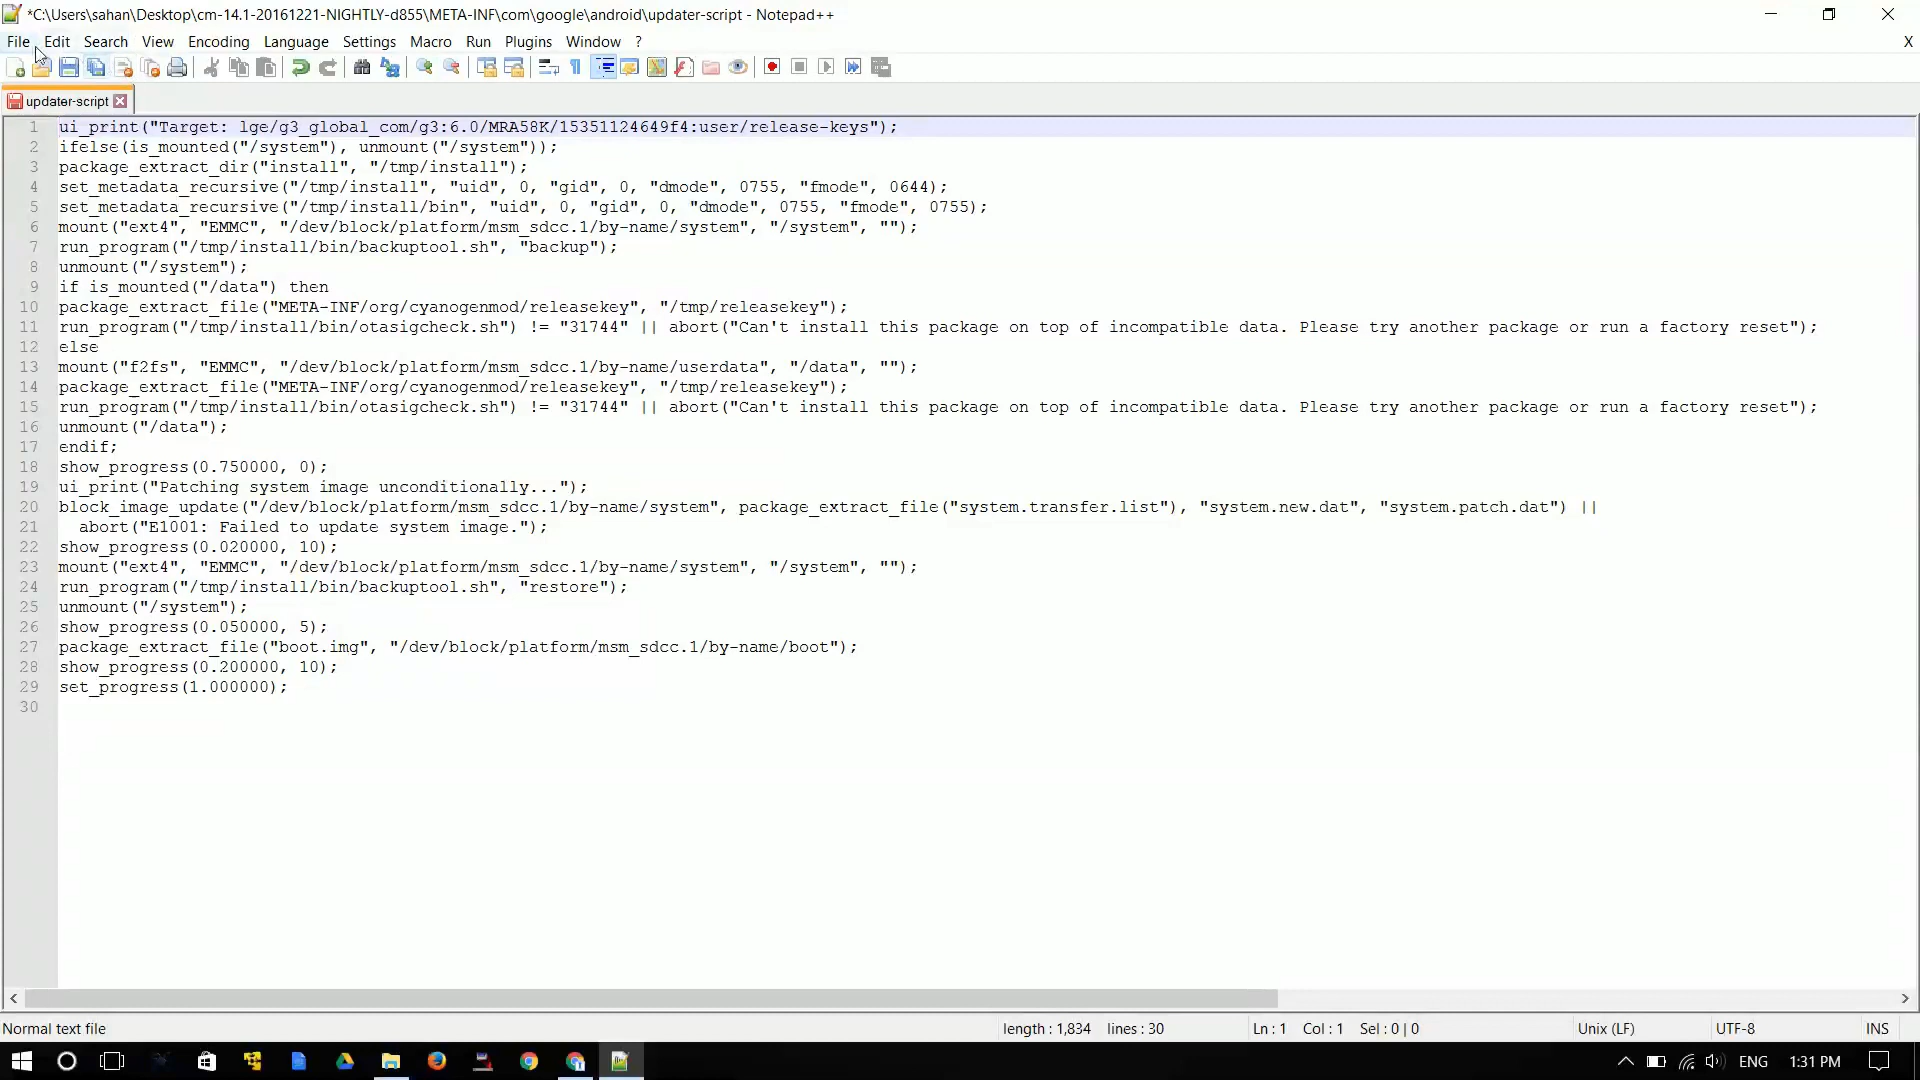 *C:\Users\sahan\Desktop\cm-14.1-20161221-NIGHTLY-d855\META-INF\com\google\android\updater-script - Notepad++
File Edit Search View Encoding Language Settings Macro Run Plugins Window ? X
updater-script
1 ui_print("Target: lge/g3_global_com/g3:6.0/MRA58K/15351124649f4:user/release-keys");
2 ifelse(is_mounted("/system"), unmount("/system"));
3 package_extract_dir("install", "/tmp/install");
4 set_metadata_recursive("/tmp/install", "uid", 0, "gid", 0, "dmode", 0755, "fmode", 0644);
5 set_metadata_recursive("/tmp/install/bin", "uid", 0, "gid", 0, "dmode", 0755, "fmode", 0755);
6 mount("ext4", "EMMC", "/dev/block/platform/msm_sdcc.1/by-name/system", "/system", "");
7 run_program("/tmp/install/bin/backuptool.sh", "backup");
8 unmount("/system");
9 if is_mounted("/data") then
10 package_extract_file("META-INF/org/cyanogenmod/releasekey", "/tmp/releasekey");
11 run_program("/tmp/install/bin/otasigcheck.sh") != "31744" || abort("Can't install this package on top of incompatible data. Please try another package or run a factory reset");
12 else
13 mount("f2fs", "EMMC", "/dev/block/platform/msm_sdcc.1/by-name/userdata", "/data", "");
14 package_extract_file("META-INF/org/cyanogenmod/releasekey", "/tmp/releasekey");
15 run_program("/tmp/install/bin/otasigcheck.sh") != "31744" || abort("Can't install this package on top of incompatible data. Please try another package or run a factory reset");
16 unmount("/data");
17 endif;
18 show_progress(0.750000, 0);
19 ui_print("Patching system image unconditionally...");
20 block_image_update("/dev/block/platform/msm_sdcc.1/by-name/system", package_extract_file("system.transfer.list"), "system.new.dat", "system.patch.dat") ||
21 abort("E1001: Failed to update system image.");
22 show_progress(0.020000, 10);
23 mount("ext4", "EMMC", "/dev/block/platform/msm_sdcc.1/by-name/system", "/system", "");
24 run_program("/tmp/install/bin/backuptool.sh", "restore");
25 unmount("/system");
26 show_progress(0.050000, 5);
27 package_extract_file("boot.img", "/dev/block/platform/msm_sdcc.1/by-name/boot");
28 show_progress(0.200000, 10);
29 set_progress(1.000000);
30
Normal text file length : 1,834 lines : 30 Ln : 1 Col : 1 Sel : 0 | 0 Unix (LF) UTF-8 INS
ENG 1:31 PM